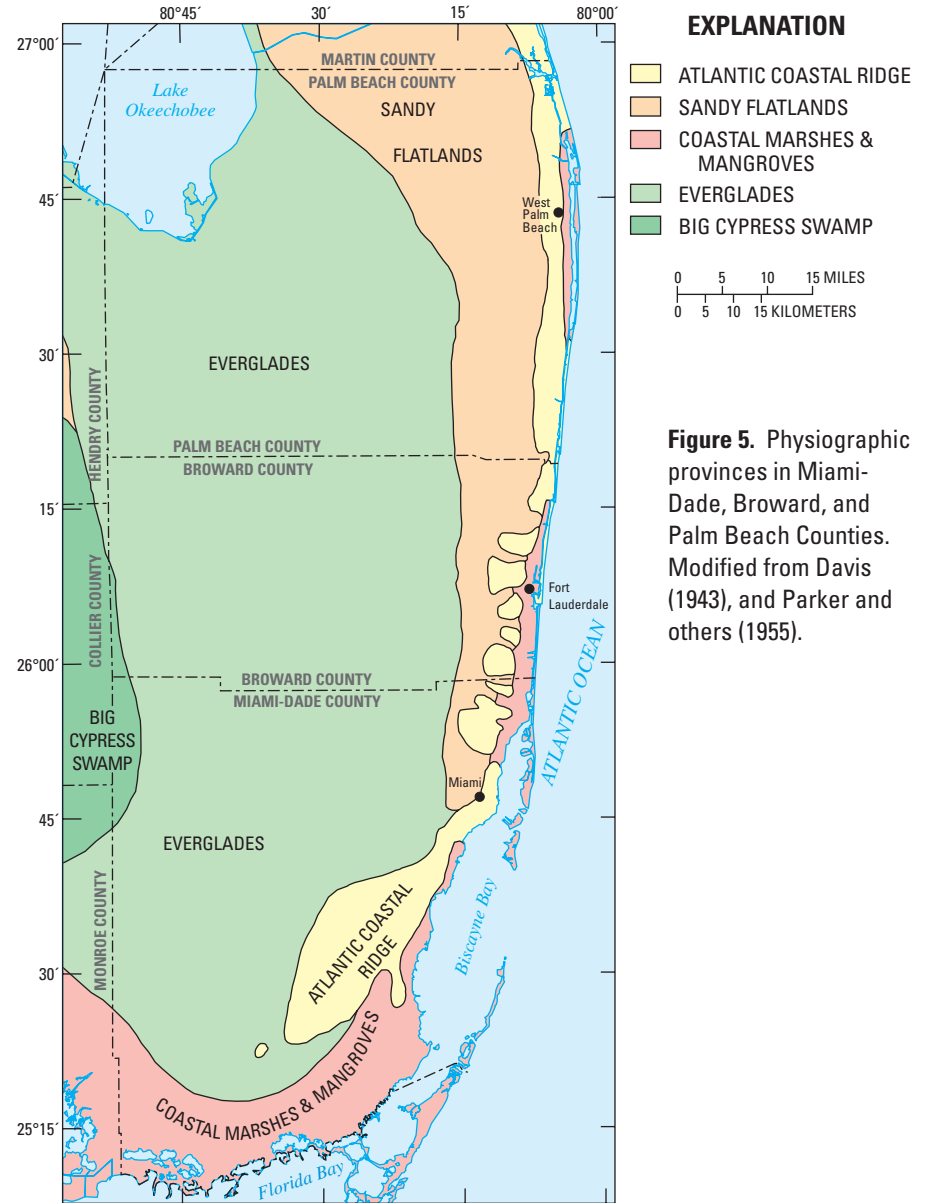 80°45´
30´
15´
80°00´
27°00´
MARTIN COUNTY
PALM BEACH COUNTY
Lake
Okeechobee
SANDY
FLATLANDS
45´
West
Palm
Beach
30´
EVERGLADES
HENDRY COUNTY
PALM BEACH COUNTY
BROWARD COUNTY
15´
COLLIER COUNTY
Fort
Lauderdale
26°00´
BROWARD COUNTY
MIAMI-DADE COUNTY
ATLANTIC OCEAN
BIG
CYPRESS
SWAMP
Miami
45´
EVERGLADES
MONROE COUNTY
ATLANTIC COASTAL
RIDGE
Biscayne Bay
30´
COASTAL MARSHES & MANGROVES
25°15´
Florida Bay
30´
15´
EXPLANATION
ATLANTIC COASTAL RIDGE
SANDY FLATLANDS
COASTAL MARSHES &
MANGROVES
EVERGLADES
BIG CYPRESS SWAMP
0 5 10 15 MILES
0 5 10 15 KILOMETERS
Figure 5. Physiographic
provinces in Miami-
Dade, Broward, and
Palm Beach Counties.
Modified from Davis
(1943), and Parker and
others (1955).